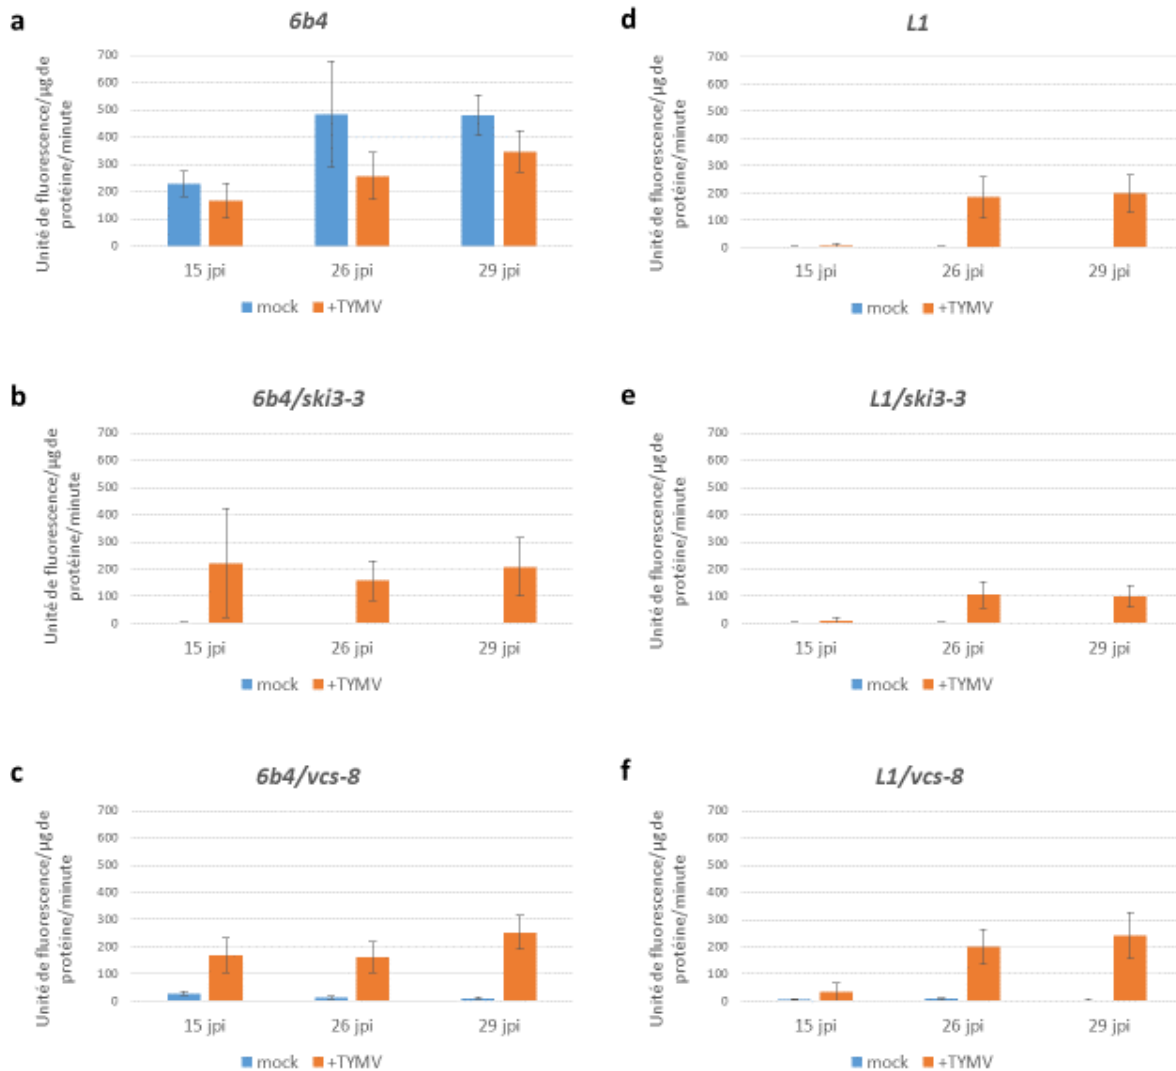 a
6b4
700
600
500
400
300
200
100
0
Unité de fluorescence/µg de
protéine/minute
15 jpi 26 jpi 29 jpi
mock +TYMV
b
6b4/ski3-3
700
600
500
400
300
200
100
0
Unité de fluorescence/µg de
protéine/minute
15 jpi 26 jpi 29 jpi
mock +TYMV
c
6b4/vcs-8
700
600
500
400
300
200
100
0
Unité de fluorescence/µg de
protéine/minute
15 jpi 26 jpi 29 jpi
mock +TYMV
d
L1
700
600
500
400
300
200
100
0
Unité de fluorescence/µg de
protéine/minute
15 jpi 26 jpi 29 jpi
mock +TYMV
e
L1/ski3-3
700
600
500
400
300
200
100
0
Unité de fluorescence/µg de
protéine/minute
15 jpi 26 jpi 29 jpi
mock +TYMV
f
L1/vcs-8
700
600
500
400
300
200
100
0
Unité de fluorescence/µg de
protéine/minute
15 jpi 26 jpi 29 jpi
mock +TYMV